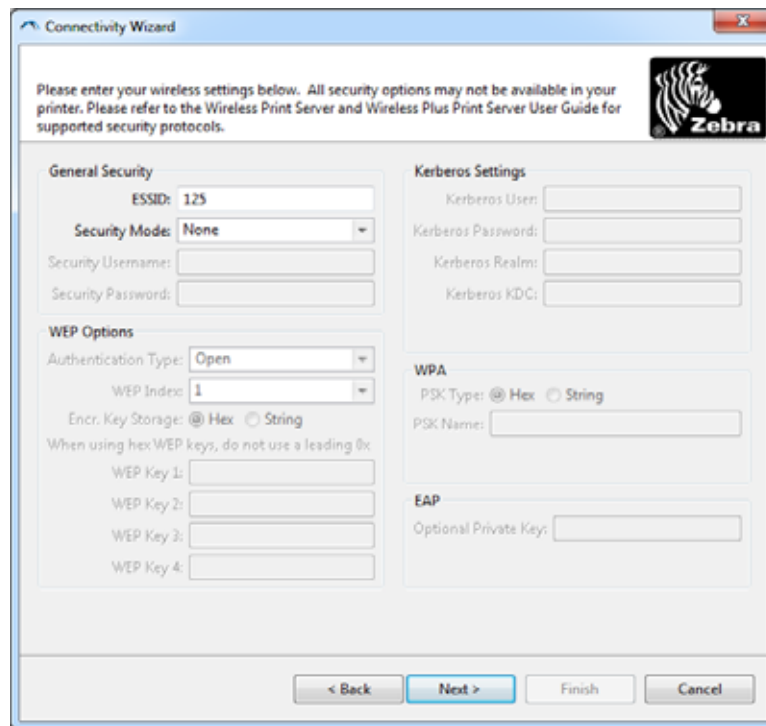 Connectivity Wizard
Please enter your wireless settings below. All security options may not be available in your
printer. Please refer to the Wireless Print Server and Wireless Plus Print Server User Guide for
supported security protocols.
Zebra
General Security
ESSID: 125
Security Mode: None
Security Username:
Security Password:
WEP Options
Authentication Type: Open
WEP Index: 1
Encr. Key Storage: Hex String
When using hex WEP keys, do not use a leading 0x
WEP Key 1:
WEP Key 2:
WEP Key 3:
WEP Key 4:
Kerberos Settings
Kerberos User:
Kerberos Password:
Kerberos Realm:
Kerberos KDC:
WPA
PSK Type: Hex String
PSK Name:
EAP
Optional Private Key:
< Back Next > Finish Cancel